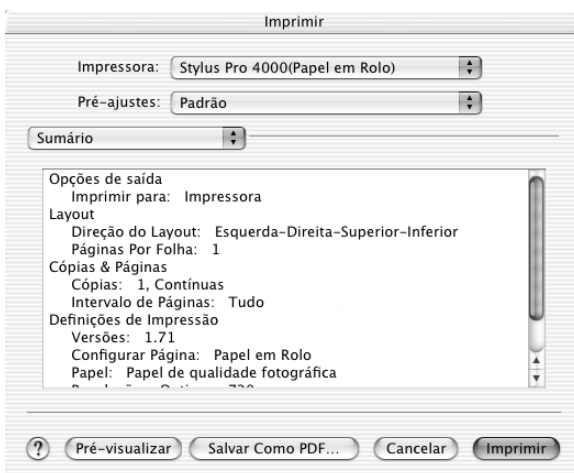 Imprimir
Impressora: Stylus Pro 4000(Papel em Rolo)
Pré-ajustes: Padrão
Sumário
Opções de saída
Imprimir para: Impressora
Layout
Direção do Layout: Esquerda-Direita-Superior-Inferior
Páginas Por Folha: 1
Cópias & Páginas
Cópias: 1, Contínuas
Intervalo de Páginas: Tudo
Definições de Impressão
Versões: 1.71
Configurar Página: Papel em Rolo
Papel: Papel de qualidade fotográfica
? Pré-visualizar Salvar Como PDF... Cancelar Imprimir